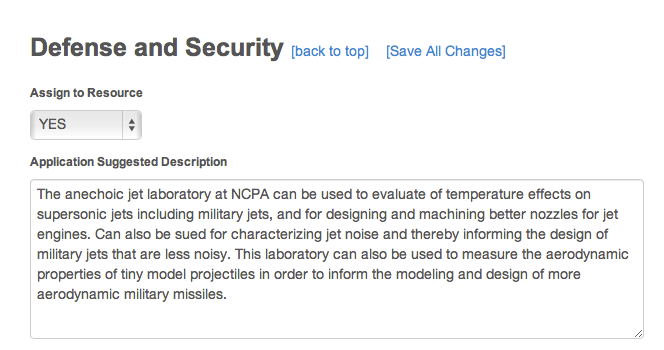 Defense and Security [back to top] [Save All Changes]
Assign to Resource
YES
Application Suggested Description
The anechoic jet laboratory at NCPA can be used to evaluate of temperature effects on
supersonic jets including military jets, and for designing and machining better nozzles for jet
engines. Can also be sued for characterizing jet noise and thereby informing the design of
military jets that are less noisy. This laboratory can also be used to measure the aerodynamic
properties of tiny model projectiles in order to inform the modeling and design of more
aerodynamic military missiles.